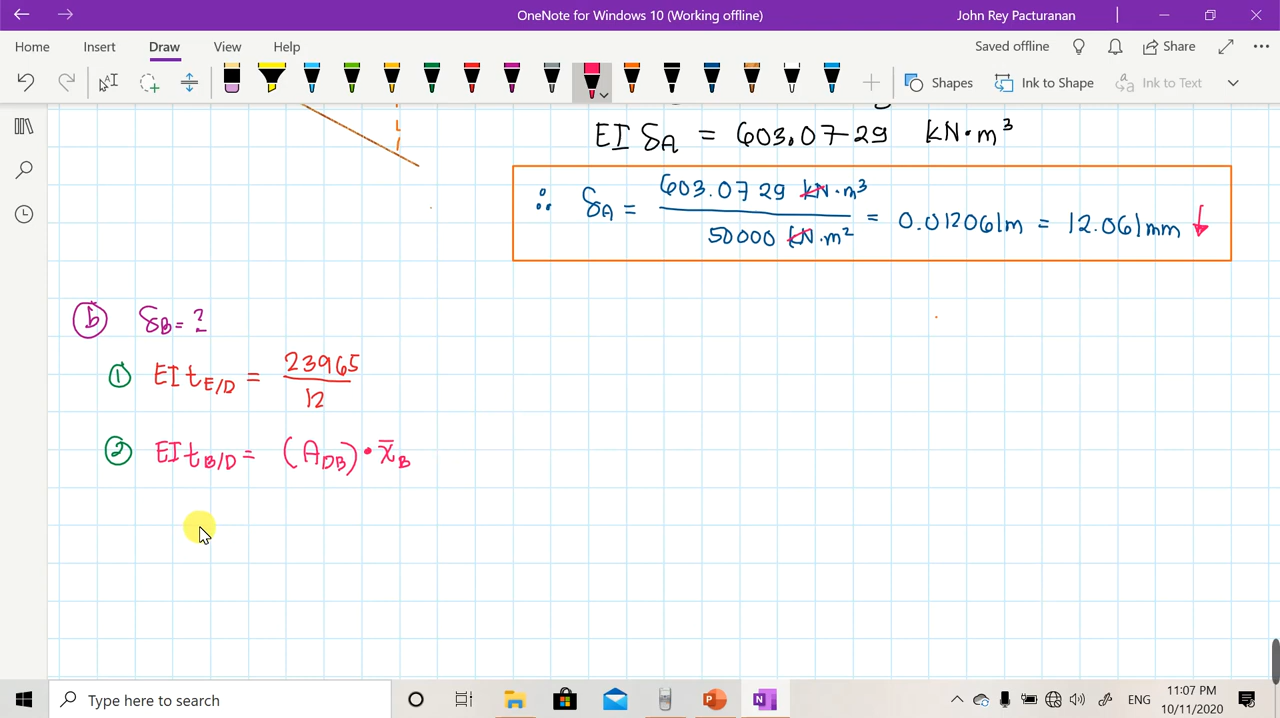 OneNote for Windows 10 (Working offline)
John Rey Pacturanan
Home Insert Draw View Help
Saved offline
Share
Shapes
Ink to Shape
Ink to Text
EI δA = 603.0729 kN·m³
∴ δA = 603.0729 kN·m³ / 50000 kN·m² = 0.012061m = 12.061mm ↓
b δB = ?
1 EI tE/D = 23965 / 12
2 EI tB/D = (ADB) · x̄B
Type here to search
ENG
11:07 PM
10/11/2020